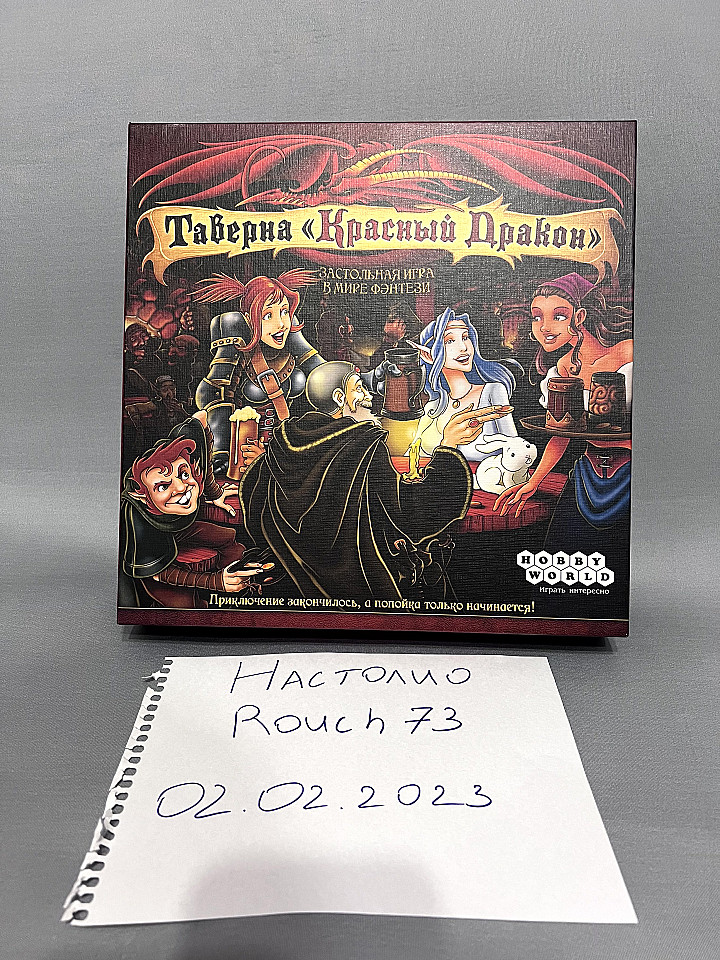 Таверна «Красный Дракон»
ЗАСТОЛЬНАЯ ИГРА
В МИРЕ ФЭНТЕЗИ
HOBBY
WORLD
играть интересно
Приключение закончилось, а попойка только начинается!
Настолио
Rouch 73
02.02.2023